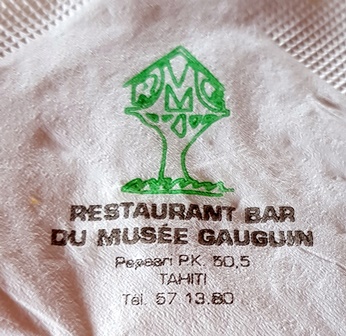 RESTAURANT BAR
DU MUSÉE GAUGUIN
Papeari P.K. 50,5
TAHITI
Tél. 57 13.80